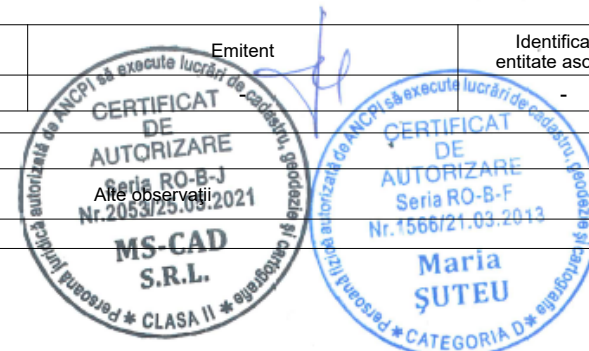 Emitent
Identifica
entitate aso
-
-
Alte observații
Persoană juridică autorizată de ANCPI să execute lucrări de cadastru, geodezie și cartografie
CERTIFICAT
DE
AUTORIZARE
Seria RO-B-J
Nr.2053/25.03.2021
MS-CAD
S.R.L.
* CLASA II *
Persoană fizică autorizată de ANCPI să execute lucrări de cadastru, geodezie și cartografie
CERTIFICAT
DE
AUTORIZARE
Seria RO-B-F
Nr.1566/21.03.2013
Maria
ȘUTEU
* CATEGORIA D *